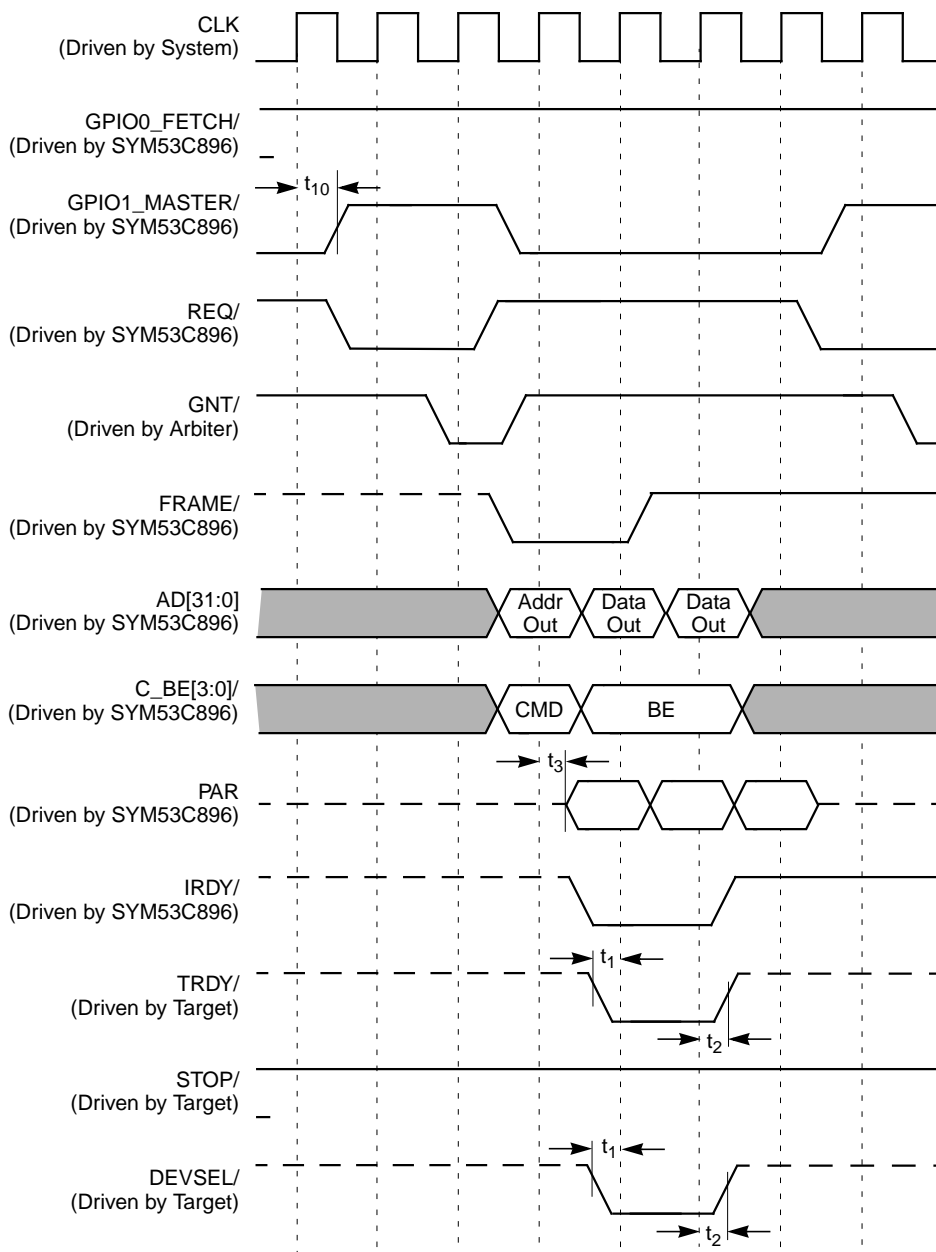 CLK
(Driven by System)
GPIO0_FETCH/
(Driven by SYM53C896)
t10
GPIO1_MASTER/
(Driven by SYM53C896)
REQ/
(Driven by SYM53C896)
GNT/
(Driven by Arbiter)
FRAME/
(Driven by SYM53C896)
AD[31:0]
(Driven by SYM53C896)
Addr
Out
Data
Out
Data
Out
C_BE[3:0]/
(Driven by SYM53C896)
CMD
BE
t3
PAR
(Driven by SYM53C896)
IRDY/
(Driven by SYM53C896)
t1
TRDY/
(Driven by Target)
t2
STOP/
(Driven by Target)
t1
DEVSEL/
(Driven by Target)
t2